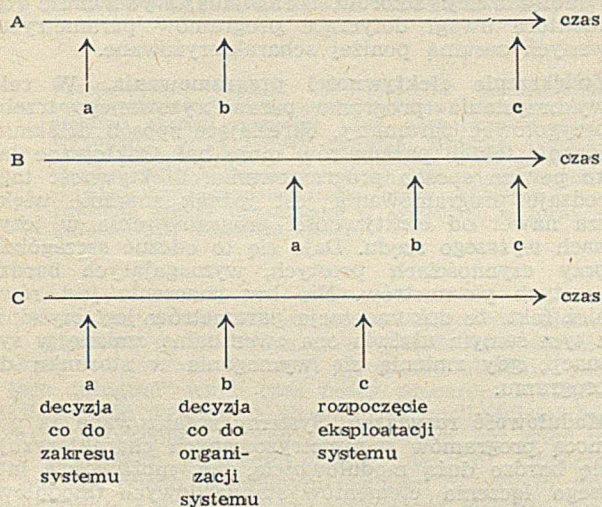 A czas
a b c
B czas
a b c
C czas
a b c
decyzja decyzja rozpoczęcie
co do co do eksploatacji
zakresu organi- systemu
systemu zacji
systemu